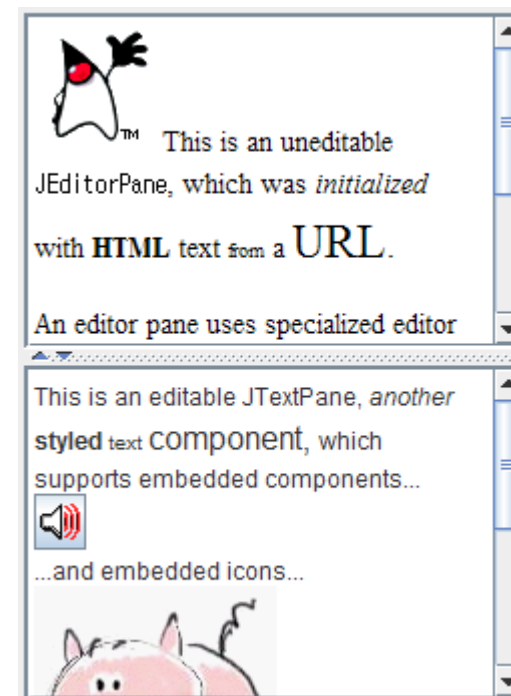 ™ This is an uneditable
JEditorPane, which was initialized
with HTML text from a URL.
An editor pane uses specialized editor
This is an editable JTextPane, another
styled text component, which
supports embedded components...
...and embedded icons...